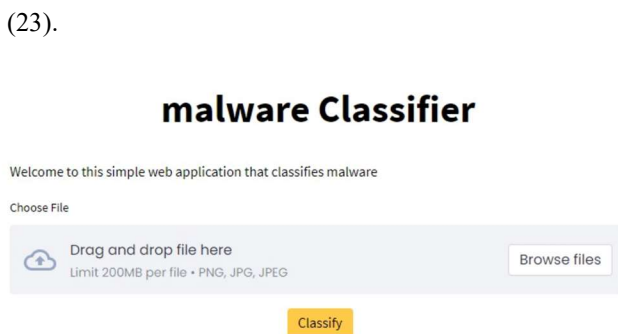 (23).
malware Classifier
Welcome to this simple web application that classifies malware
Choose File
Drag and drop file here
Limit 200MB per file • PNG, JPG, JPEG
Browse files
Classify